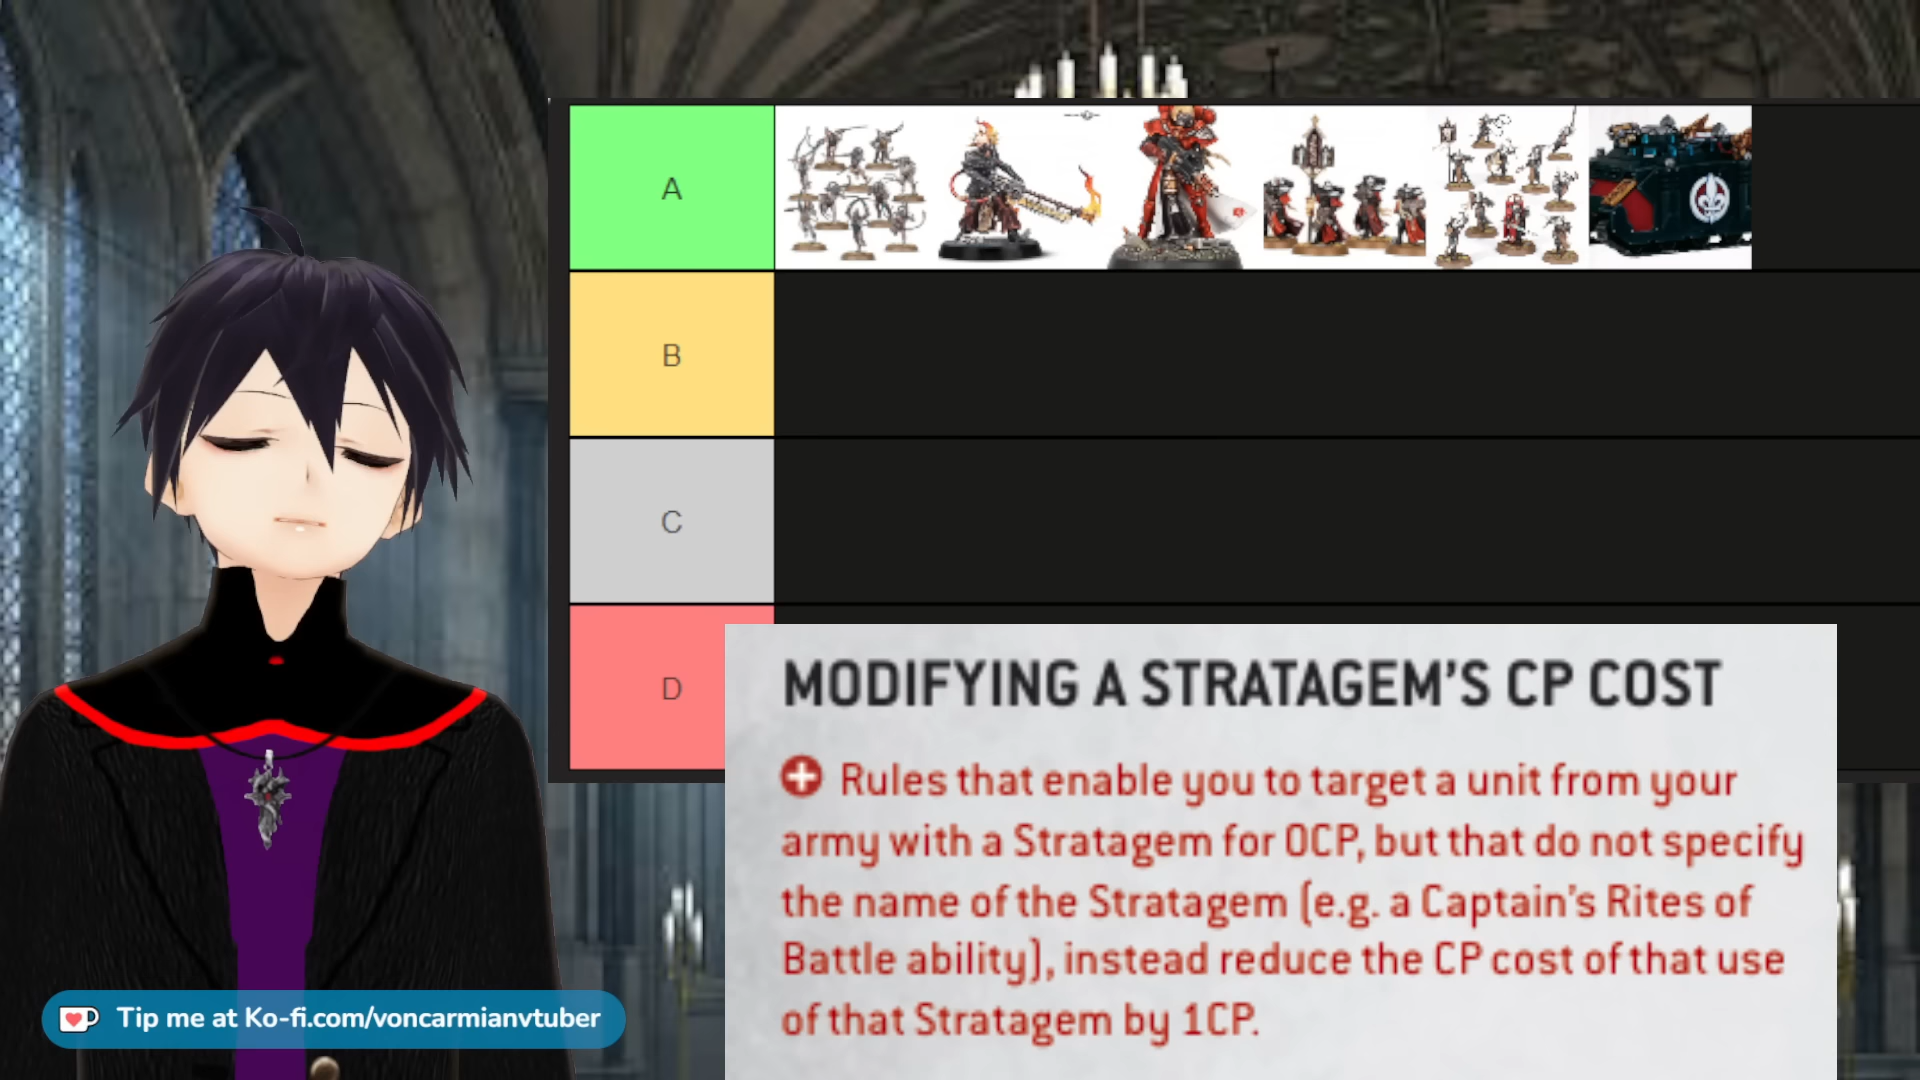 A
B
C
D
MODIFYING A STRATAGEM'S CP COST
Rules that enable you to target a unit from your
army with a Stratagem for 0CP, but that do not specify
the name of the Stratagem (e.g. a Captain's Rites of
Battle ability), instead reduce the CP cost of that use
of that Stratagem by 1CP.
Tip me at Ko-fi.com/voncarmianvtuber